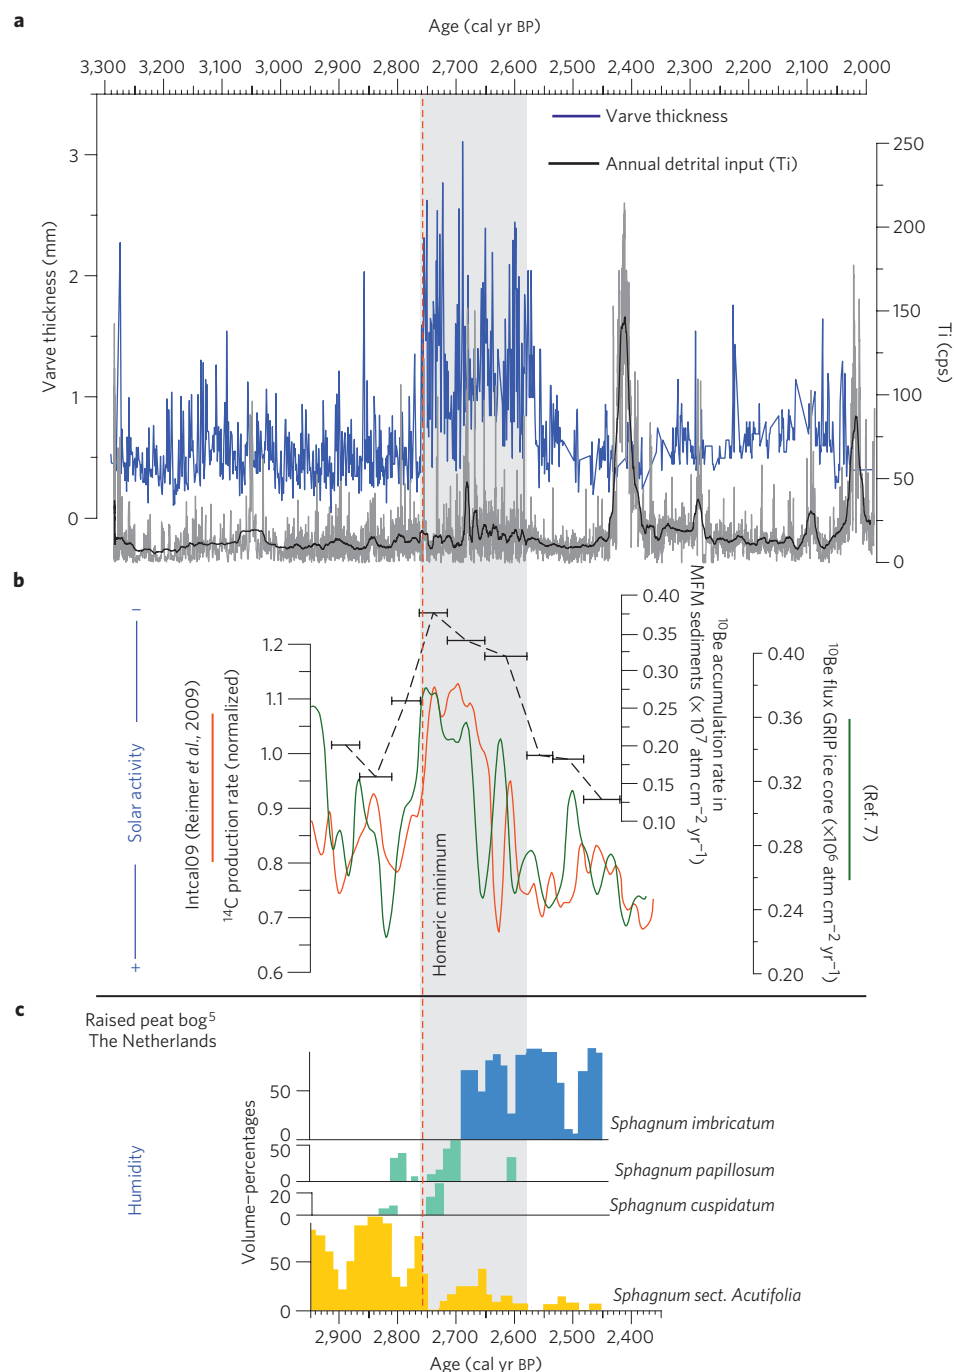 a
Age (cal yr BP)
3,300 3,200 3,100 3,000 2,900 2,800 2,700 2,600 2,500 2,400 2,300 2,200 2,100 2,000
Varve thickness
Annual detrital input (Ti)
Varve thickness (mm)
3
2
1
0
250
200
150
100
50
0
Ti (cps)
b
− Solar activity +
Intcal09 (Reimer et al., 2009)
¹⁴C production rate (normalized)
1.2
1.1
1.0
0.9
0.8
0.7
0.6
Homeric minimum
0.40
0.35
0.30
0.25
0.20
0.15
0.10
¹⁰Be accumulation rate in
MFM sediments (× 10⁷ atm cm⁻² yr⁻¹)
0.40
0.36
0.32
0.28
0.24
0.20
¹⁰Be flux GRIP ice core (×10⁶ atm cm⁻² yr⁻¹)
(Ref. 7)
c
Raised peat bog⁵
The Netherlands
Humidity
Volume–percentages
50
0
Sphagnum imbricatum
50
0
Sphagnum papillosum
20
0
Sphagnum cuspidatum
50
0
Sphagnum sect. Acutifolia
2,900 2,800 2,700 2,600 2,500 2,400
Age (cal yr BP)